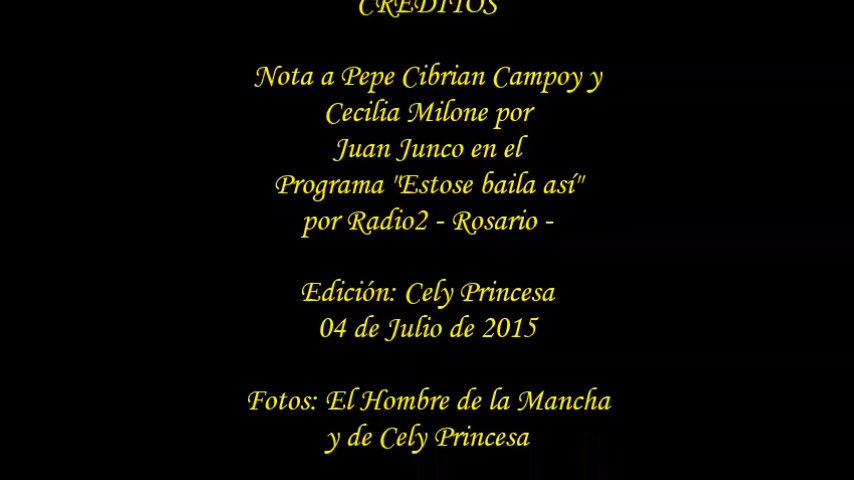 CREDITOS
Nota a Pepe Cibrian Campoy y
Cecilia Milone por
Juan Junco en el
Programa "Estose baila así"
por Radio2 - Rosario -
Edición: Cely Princesa
04 de Julio de 2015
Fotos: El Hombre de la Mancha
y de Cely Princesa